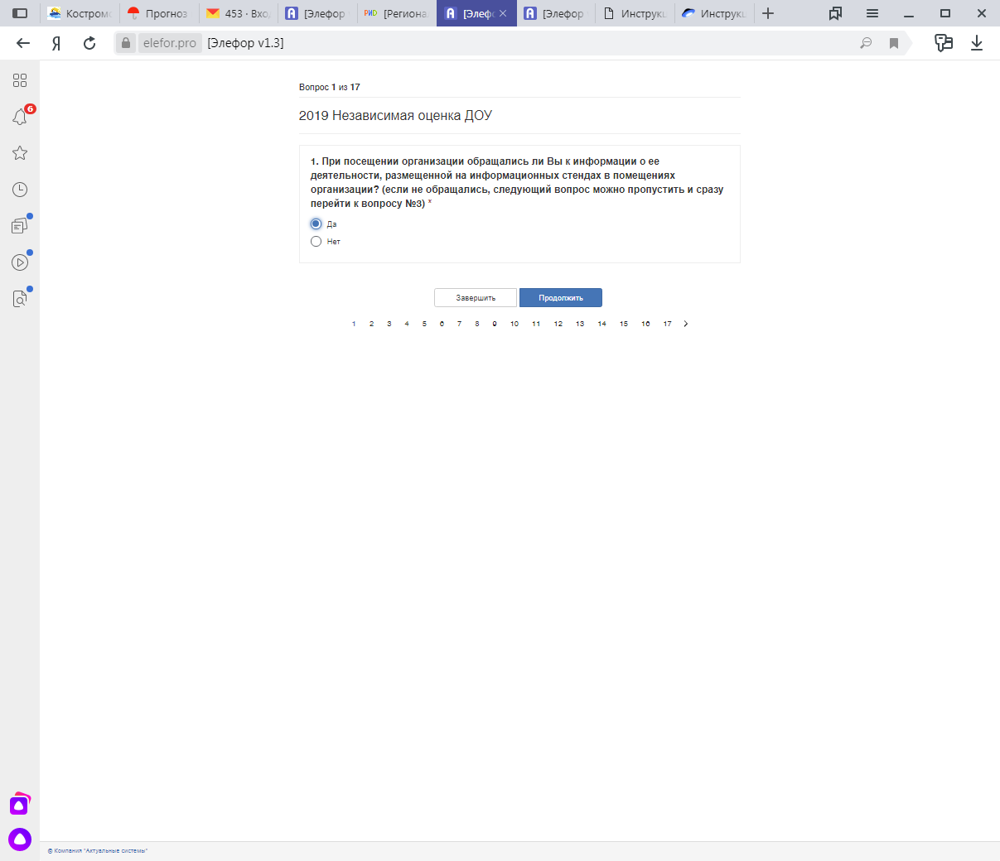 Костром
Прогноз
453 · Вхо
[Элефор
РИD
[Региона
[Элеф
[Элефор
Инструкц
Инструкц
Я
elefor.pro
[Элефор v1.3]
6
Вопрос 1 из 17
2019 Независимая оценка ДОУ
1. При посещении организации обращались ли Вы к информации о ее
деятельности, размещенной на информационных стендах в помещениях
организации? (если не обращались, следующий вопрос можно пропустить и сразу
перейти к вопросу №3) *
Да
Нет
Завершить
Продолжить
1 2 3 4 5 6 7 8 9 10 11 12 13 14 15 16 17
© Компания "Актуальные системы"